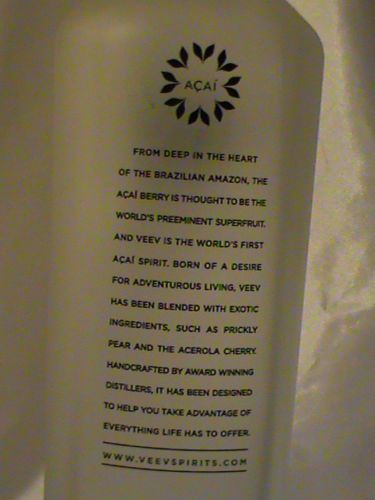 AÇAÍ
FROM DEEP IN THE HEART
OF THE BRAZILIAN AMAZON, THE
AÇAÍ BERRY IS THOUGHT TO BE THE
WORLD'S PREEMINENT SUPERFRUIT.
AND VEEV IS THE WORLD'S FIRST
AÇAÍ SPIRIT. BORN OF A DESIRE
FOR ADVENTUROUS LIVING, VEEV
HAS BEEN BLENDED WITH EXOTIC
INGREDIENTS, SUCH AS PRICKLY
PEAR AND THE ACEROLA CHERRY.
HANDCRAFTED BY AWARD WINNING
DISTILLERS, IT HAS BEEN DESIGNED
TO HELP YOU TAKE ADVANTAGE OF
EVERYTHING LIFE HAS TO OFFER.
WWW.VEEVSPIRITS.COM